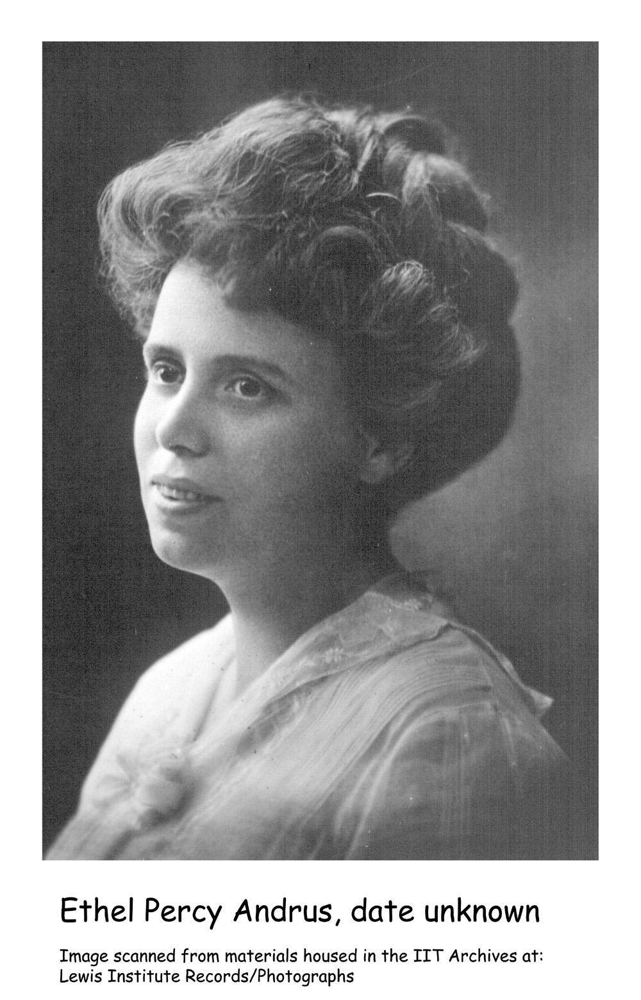 Ethel Percy Andrus, date unknown
Image scanned from materials housed in the IIT Archives at:
Lewis Institute Records/Photographs